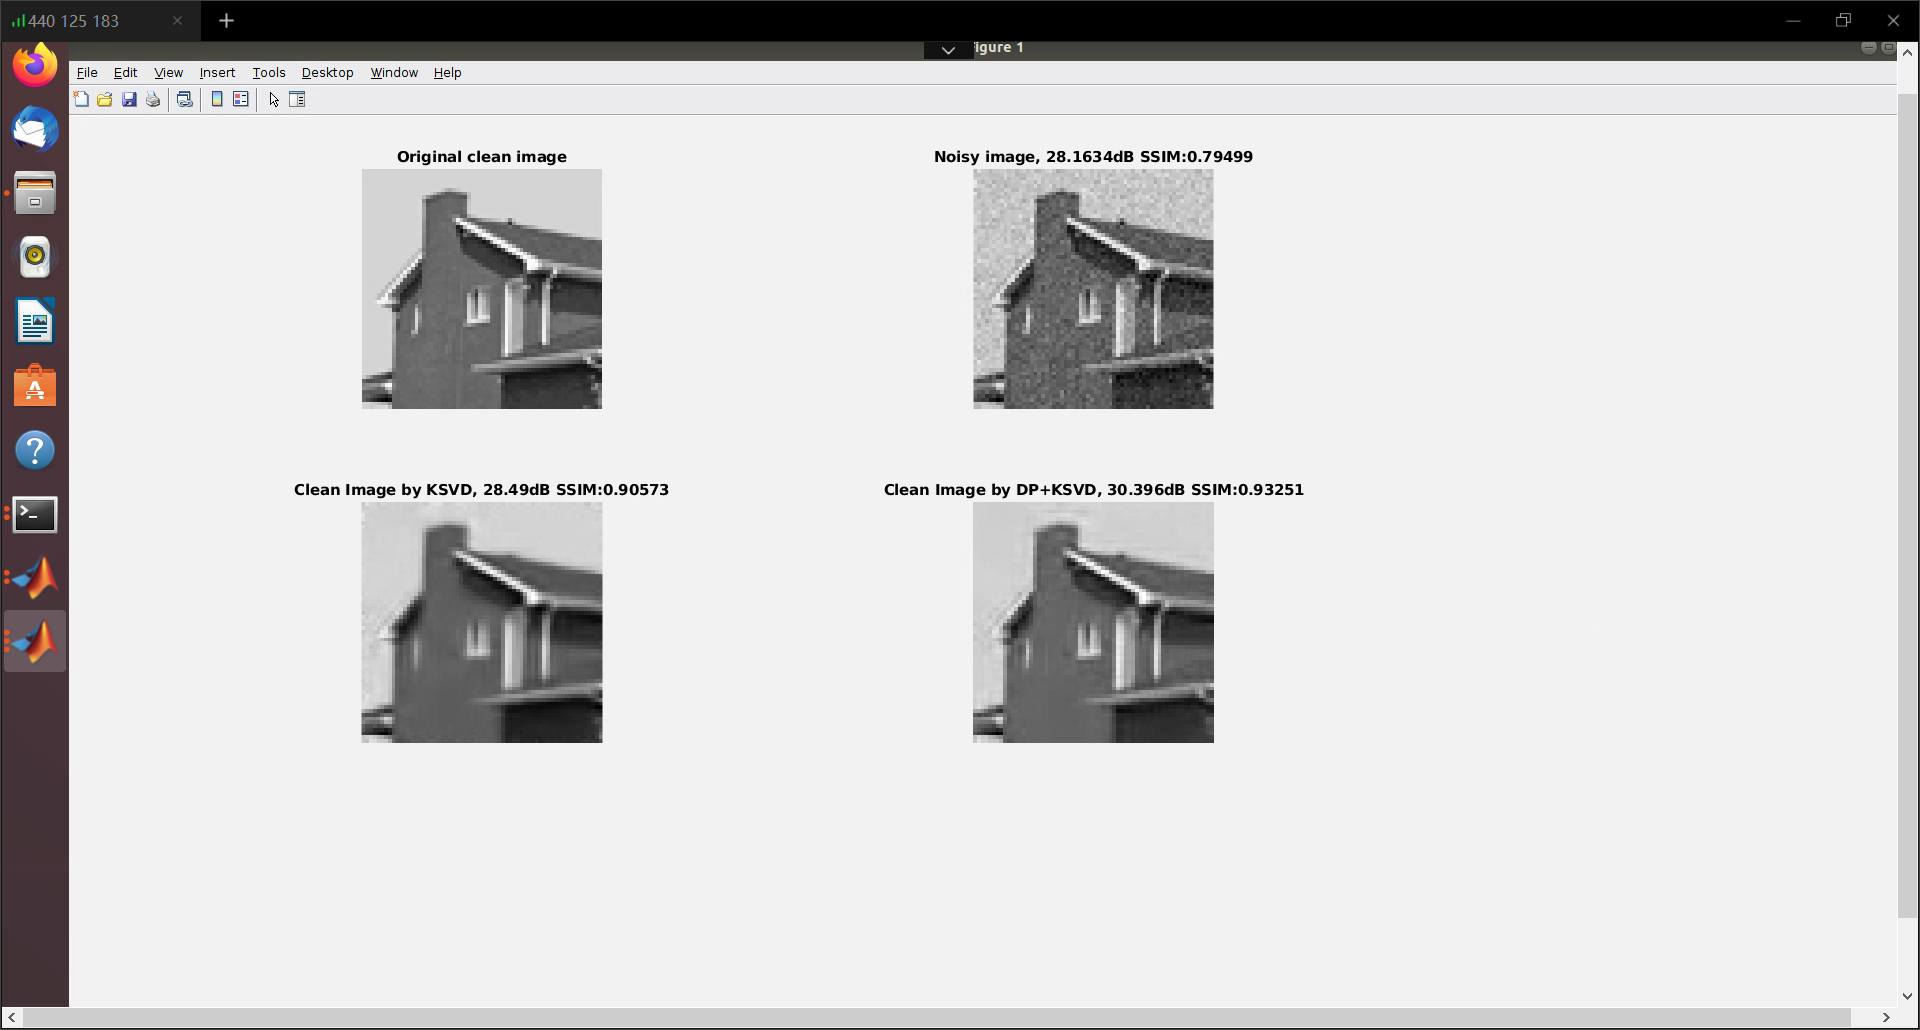 440 125 183
igure 1
File Edit View Insert Tools Desktop Window Help
Original clean image
Noisy image, 28.1634dB SSIM:0.79499
Clean Image by KSVD, 28.49dB SSIM:0.90573
Clean Image by DP+KSVD, 30.396dB SSIM:0.93251